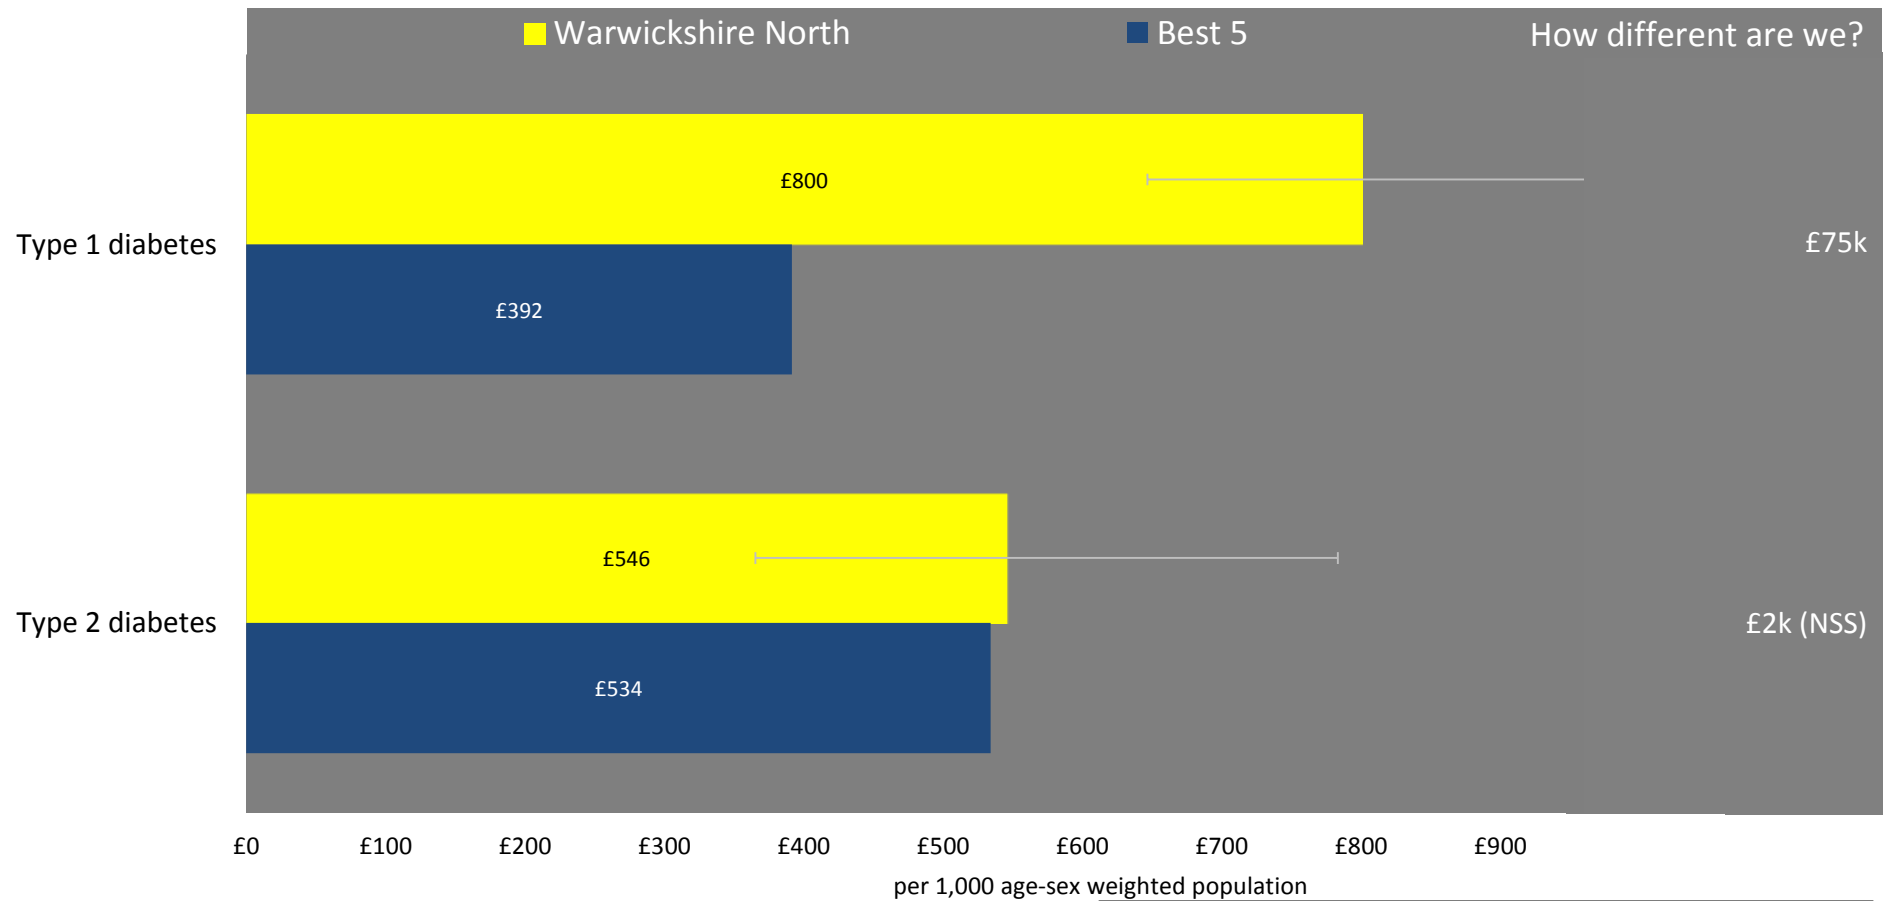 Warwickshire North
Best 5
How different are we?
Type 1 diabetes
£800
£392
£75k
Type 2 diabetes
£546
£534
£2k (NSS)
£0 £100 £200 £300 £400 £500 £600 £700 £800 £900
per 1,000 age-sex weighted population